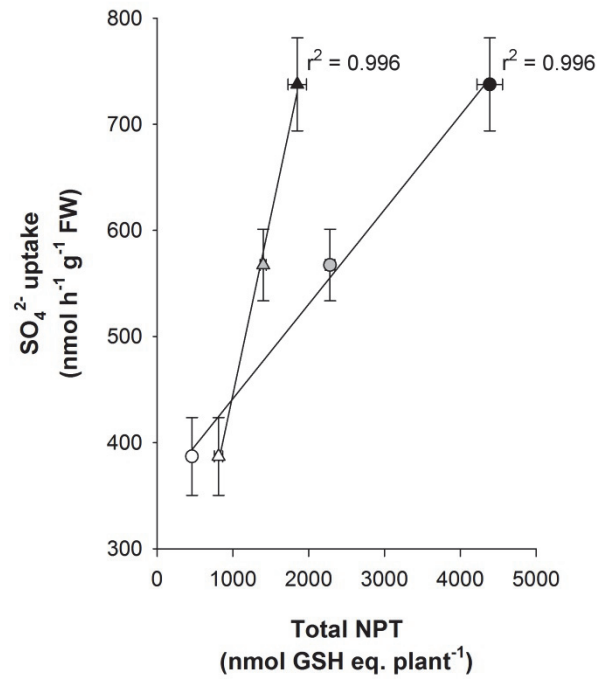 800
r² = 0.996
r² = 0.996
700
600
500
400
300
SO₄²⁻ uptake
(nmol h⁻¹ g⁻¹ FW)
0 1000 2000 3000 4000 5000
Total NPT
(nmol GSH eq. plant⁻¹)